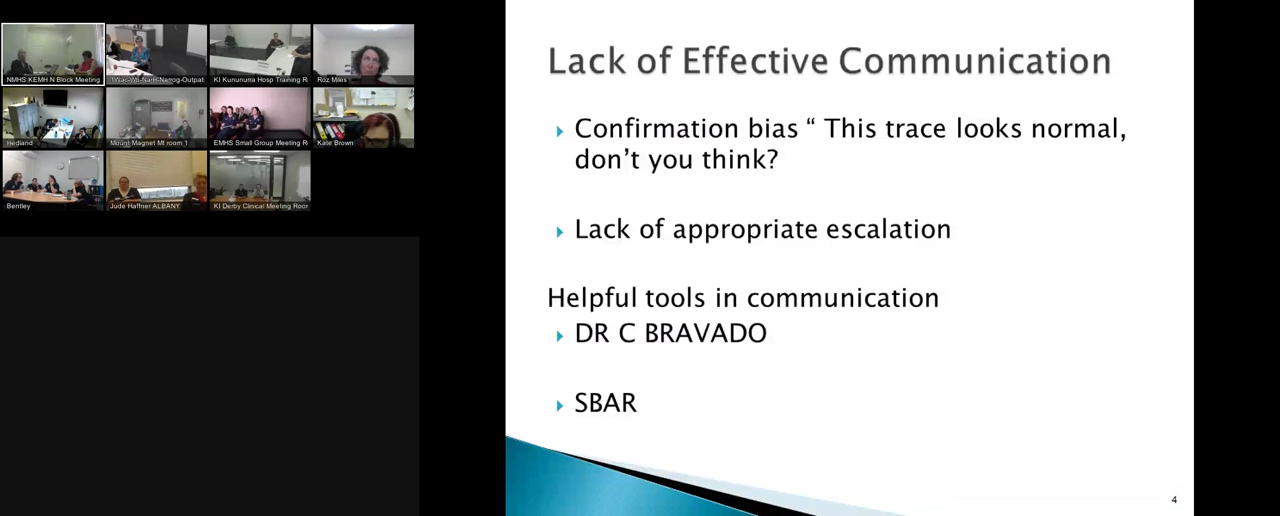 NMHS KEMH N Block Meeting
KI Kununurra Hosp Training R
Roz Miles
Hedland
Mount Magnet Mt room 1
EMHS Small Group Meeting R
Kate Brown
Bentley
Jude Haffner ALBANY
KI Derby Clinical Meeting Roor
Lack of Effective Communication
Confirmation bias “ This trace looks normal,
don’t you think?
Lack of appropriate escalation
Helpful tools in communication
DR C BRAVADO
SBAR
4